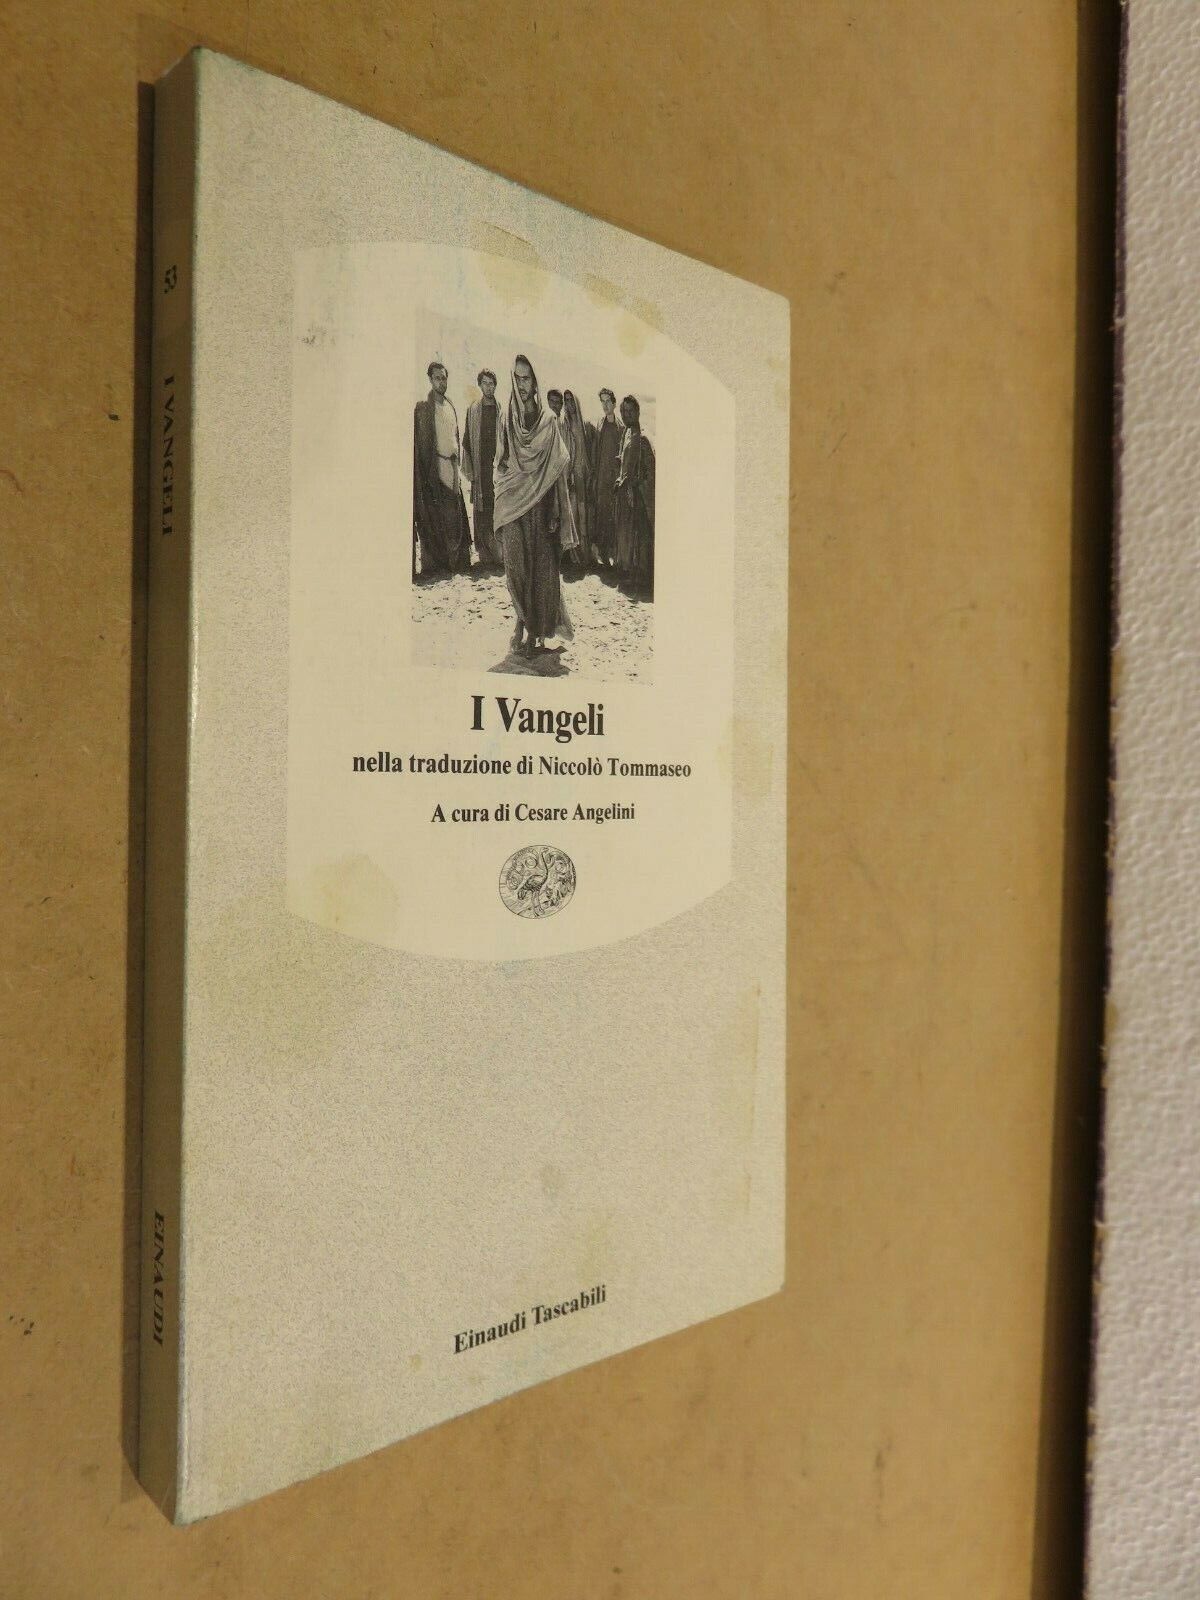 I Vangeli
nella traduzione di Niccolò Tommaseo
A cura di Cesare Angelini
Einaudi Tascabili
I VANGELI
EINAUDI